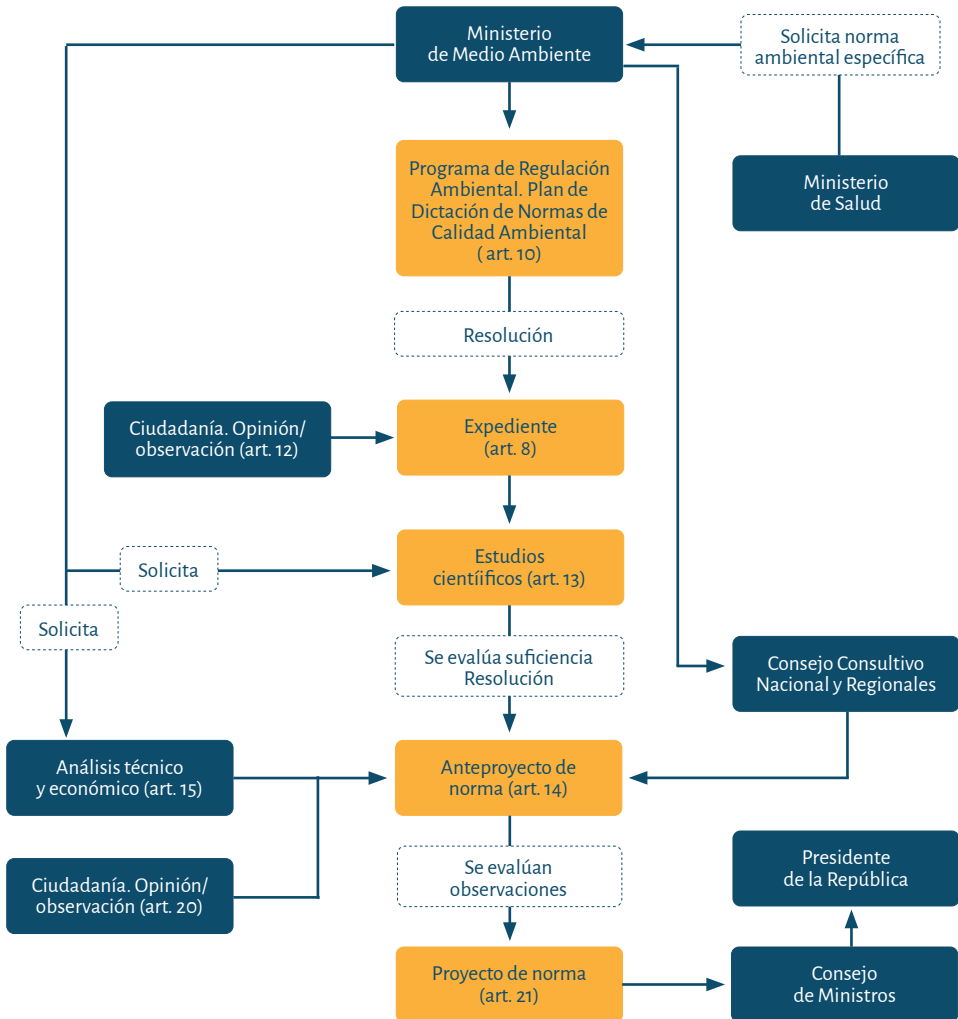 Ministerio
de Medio Ambiente
Solicita norma
ambiental específica
Programa de Regulación
Ambiental. Plan de
Dictación de Normas de
Calidad Ambiental
( art. 10)
Ministerio
de Salud
Resolución
Ciudadanía. Opinión/
observación (art. 12)
Expediente
(art. 8)
Solicita
Estudios
cientíificos (art. 13)
Solicita
Se evalúa suficiencia
Resolución
Consejo Consultivo
Nacional y Regionales
Análisis técnico
y económico (art. 15)
Anteproyecto de
norma (art. 14)
Ciudadanía. Opinión/
observación (art. 20)
Se evalúan
observaciones
Presidente
de la República
Proyecto de norma
(art. 21)
Consejo
de Ministros